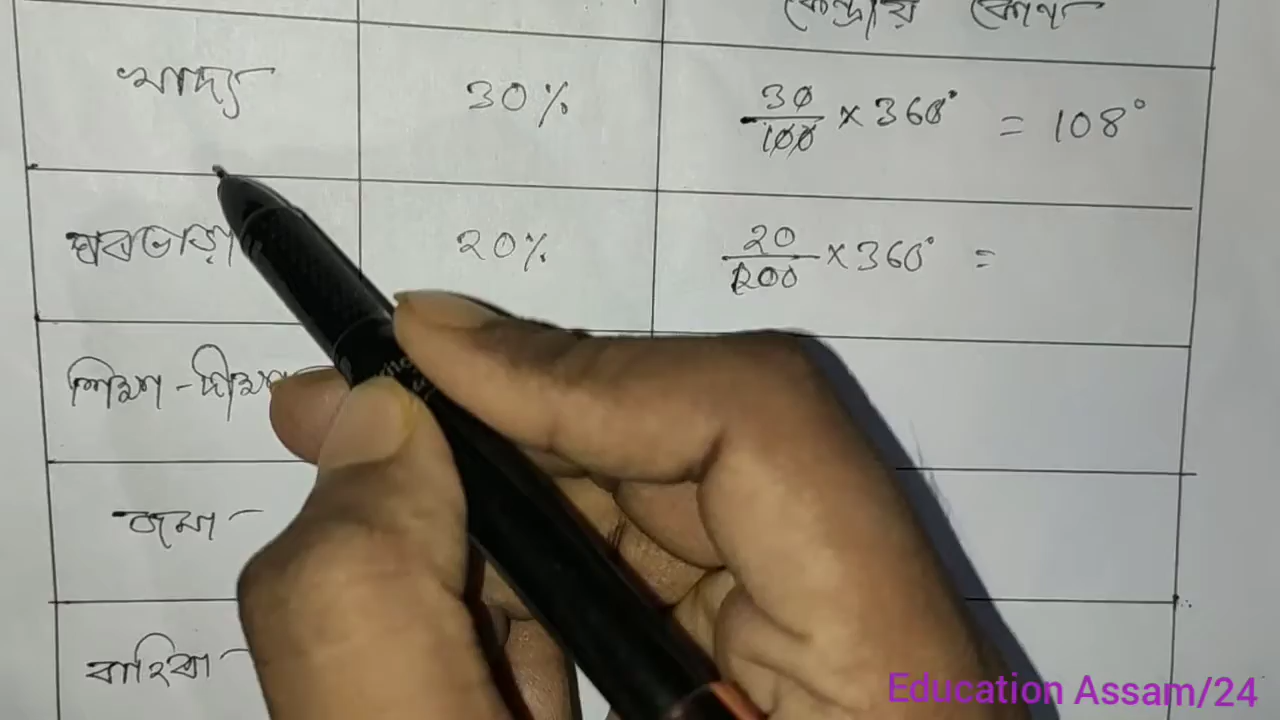 কেন্দ্ৰীয় কোণ
খাদ্য 30% 30/100 × 360° = 108°
ঘৰভাড়া 20% 20/100 × 360° =
শিক্ষা-দীক্ষা
জমা
বাহিৰা
Education Assam/24